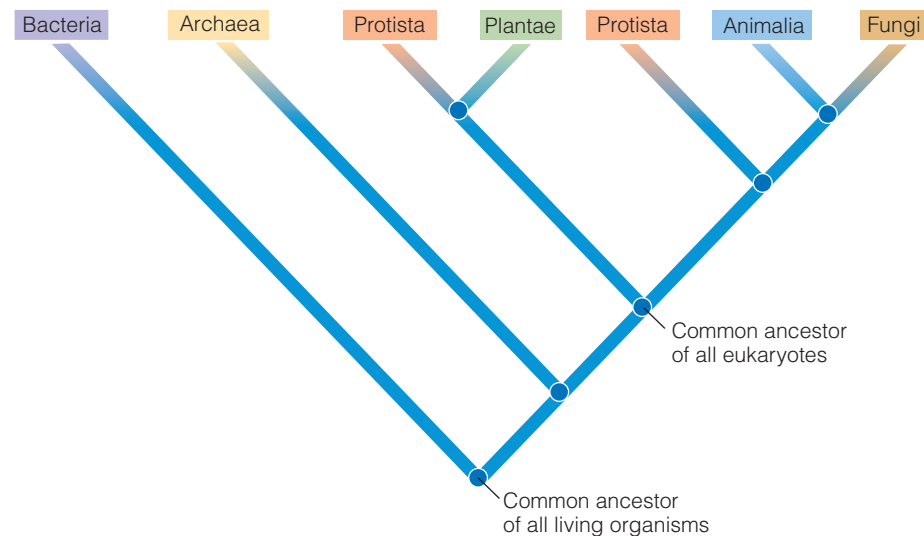 Bacteria
Archaea
Protista
Plantae
Protista
Animalia
Fungi
Common ancestor
of all eukaryotes
Common ancestor
of all living organisms